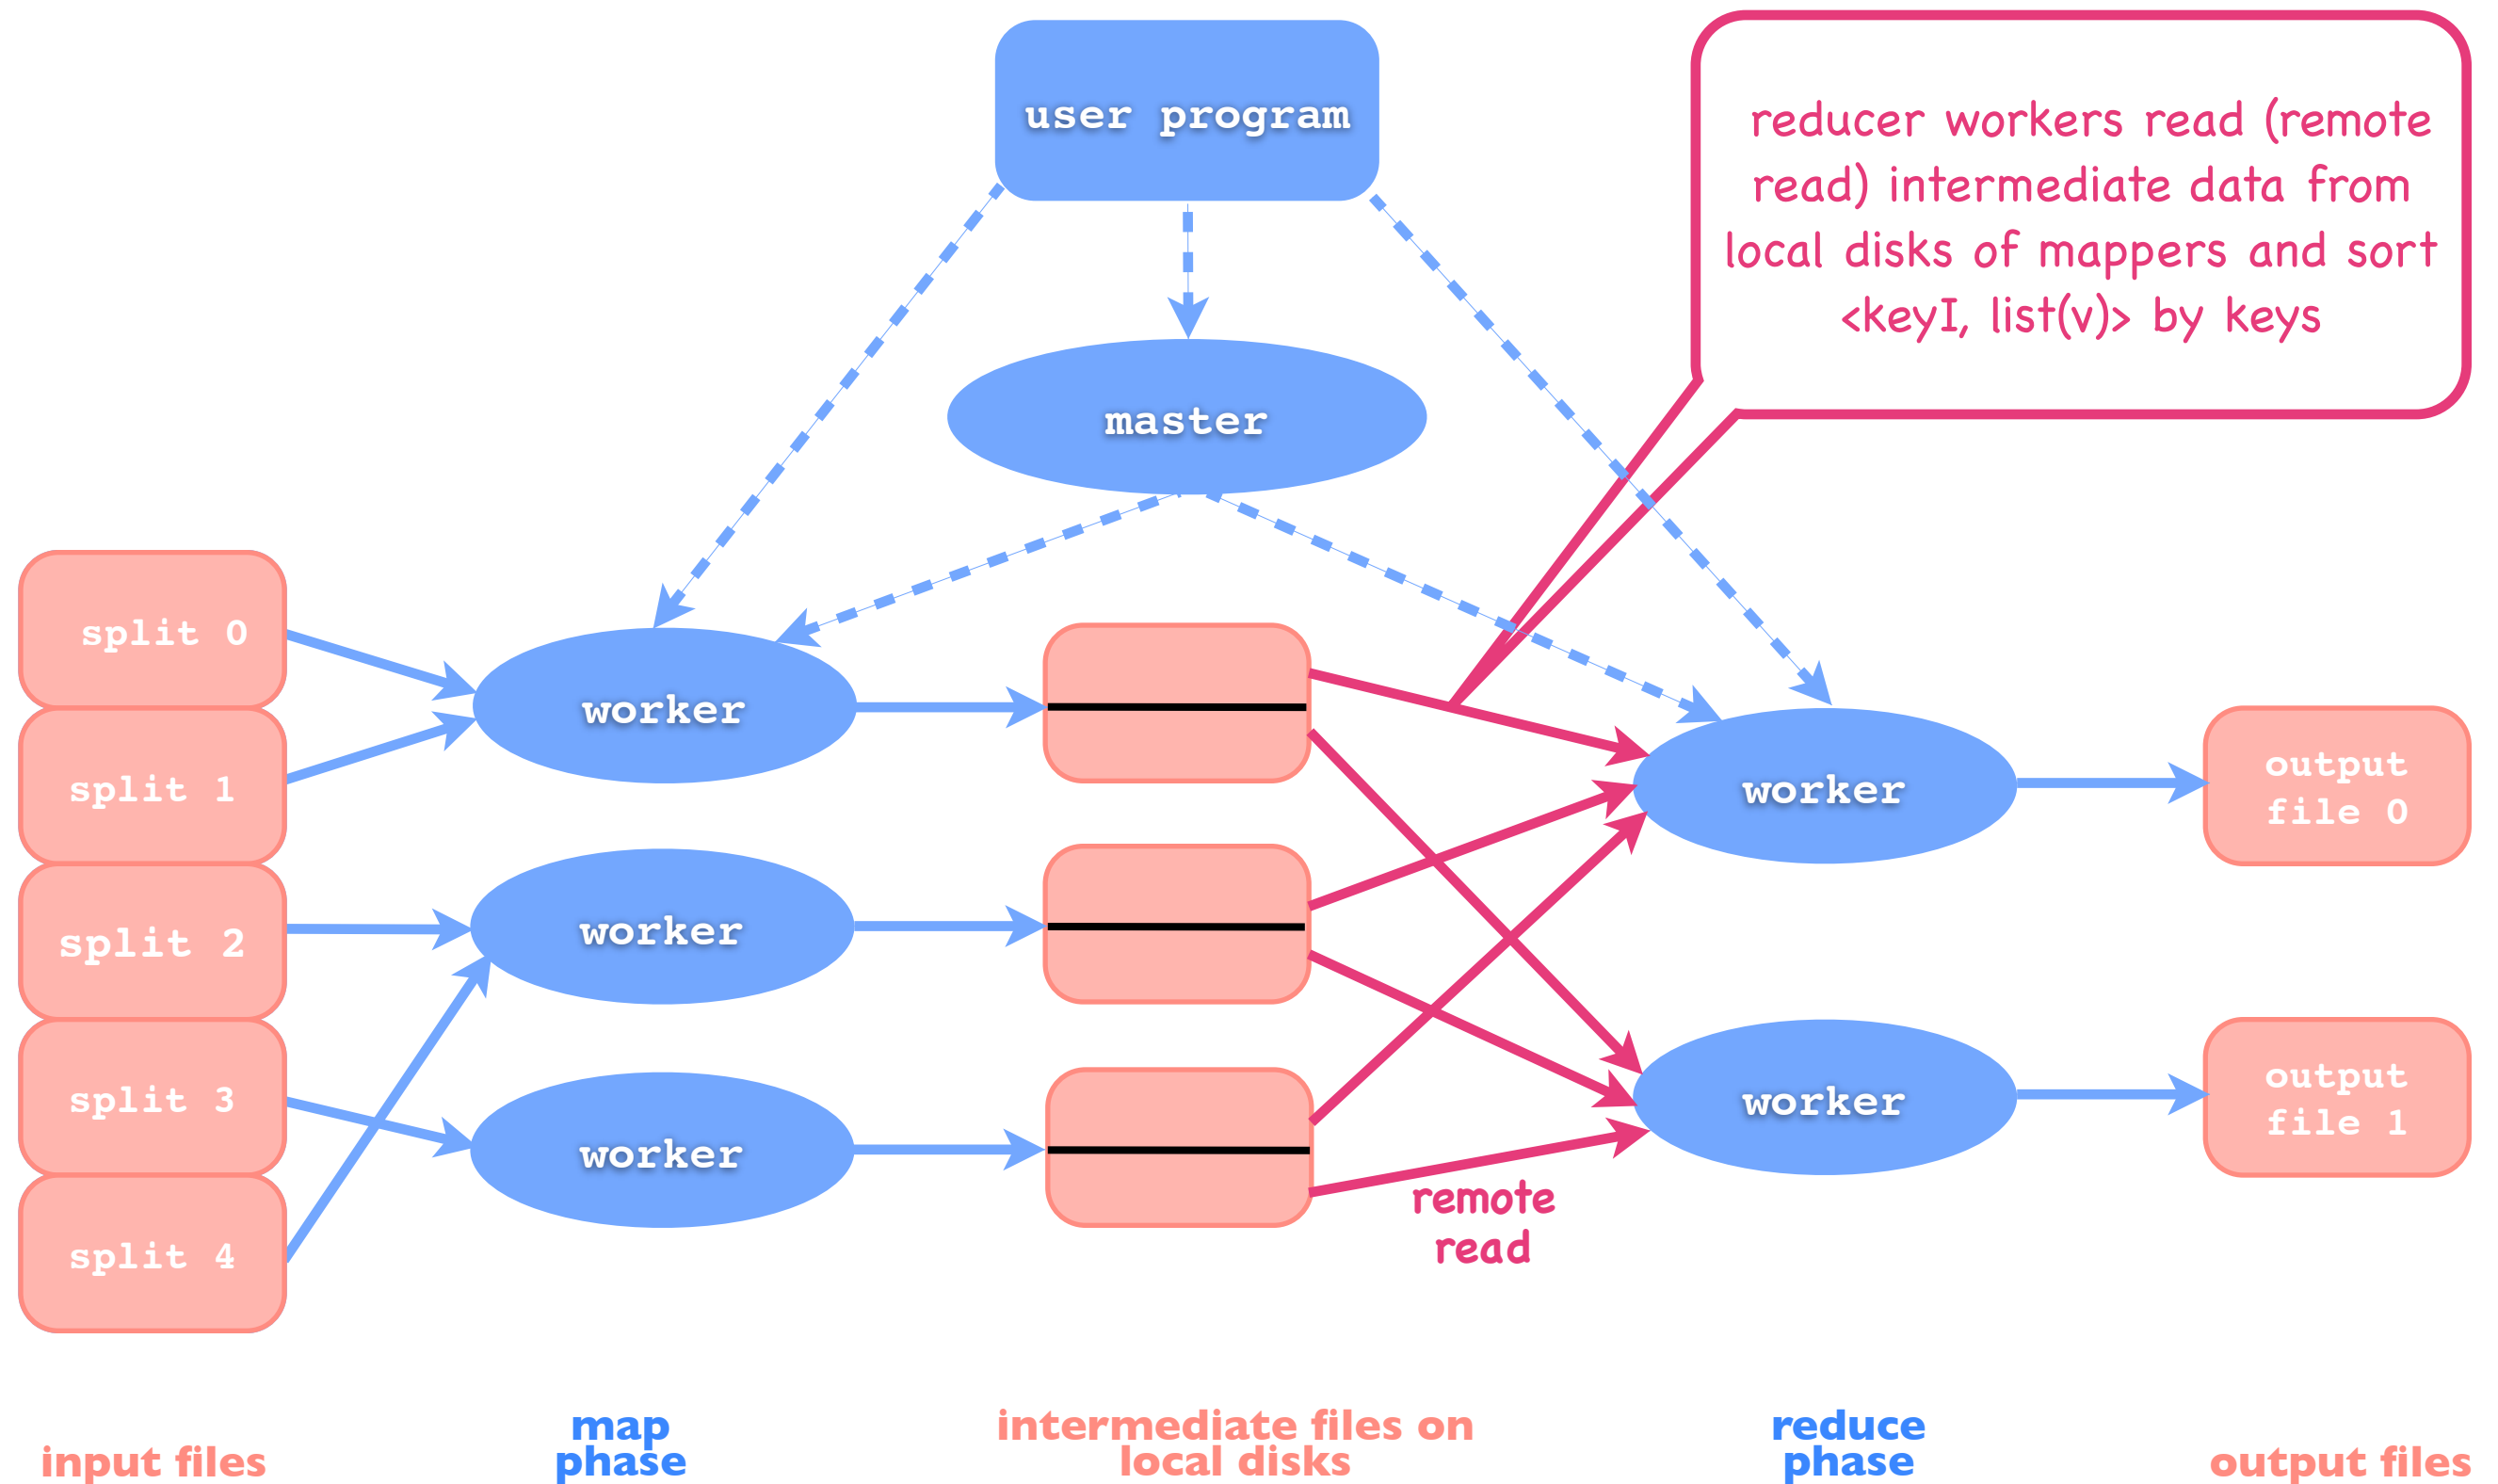 user program
reducer workers read (remote
read) intermediate data from
local disks of mappers and sort
<keyI, list(v)> by keys
master
split 0
split 1
split 2
split 3
split 4
worker
worker
worker
worker
worker
output
file 0
output
file 1
remote
read
input files
map
phase
intermediate files on
local disks
reduce
phase
output files